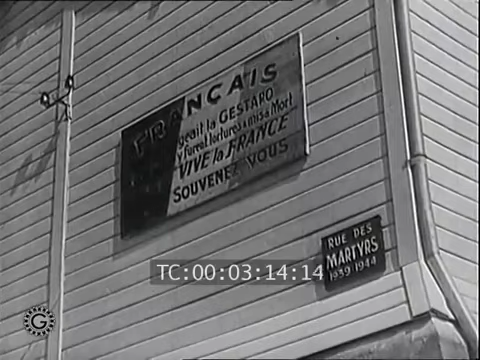 FRANÇAIS
geait la GESTAPO
y furent torturés & mis à Mort
VIVE la FRANCE
SOUVENEZ VOUS
RUE DES
MARTYRS
1939 1944
TC:00:03:14:14
G